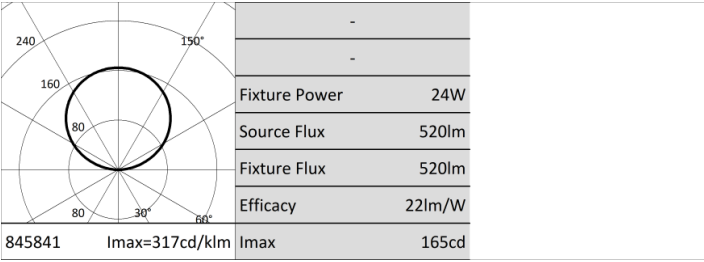 -
240
150°
-
160
Fixture Power 24W
80
Source Flux 520lm
Fixture Flux 520lm
Efficacy 22lm/W
80
30°
60°
845841 Imax=317cd/klm Imax 165cd